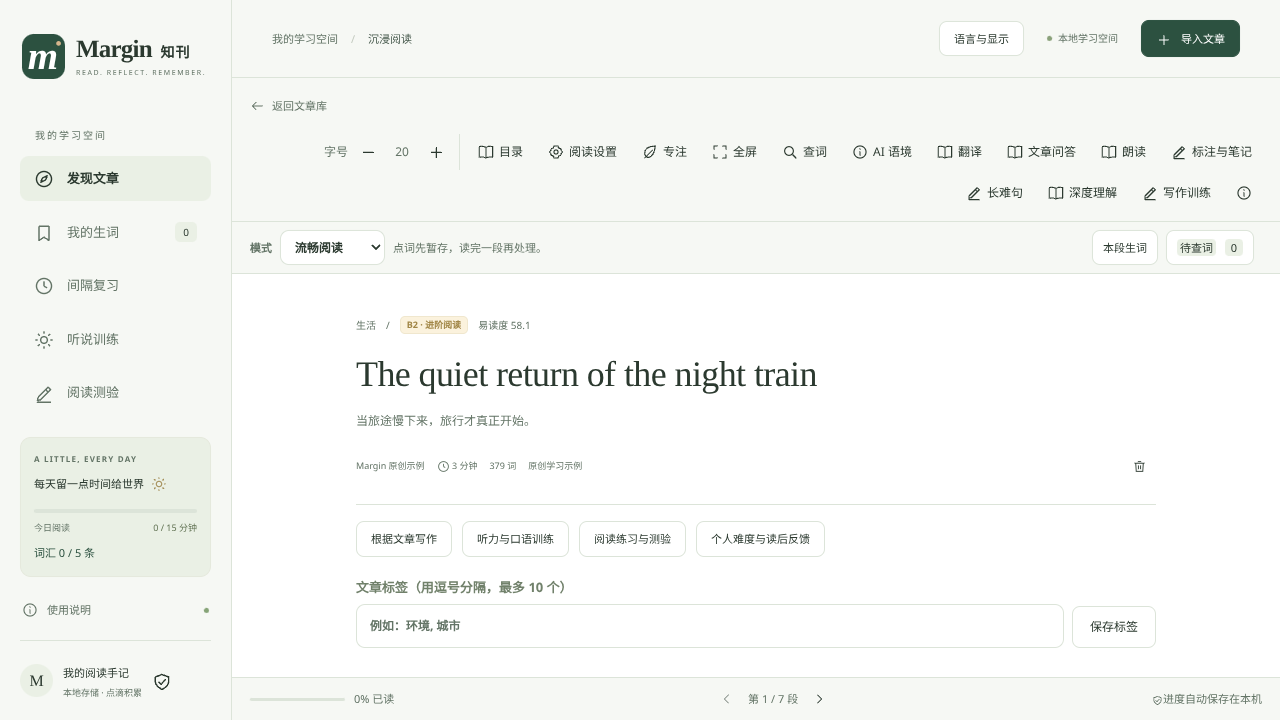 m Margin 知刊
READ. REFLECT. REMEMBER.
我的学习空间
发现文章
我的生词 0
间隔复习
听说训练
阅读测验
A LITTLE, EVERY DAY
每天留一点时间给世界
今日阅读 0 / 15 分钟
词汇 0 / 5 条
使用说明
M 我的阅读手记
本地存储 · 点滴积累
我的学习空间 / 沉浸阅读
语言与显示
本地学习空间
导入文章
返回文章库
字号 20 目录 阅读设置 专注 全屏 查词 AI 语境 翻译 文章问答 朗读 标注与笔记
长难句 深度理解 写作训练
模式 流畅阅读 点词先暂存，读完一段再处理。 本段生词 待查词 0
生活 / B2 · 进阶阅读 易读度 58.1
The quiet return of the night train
当旅途慢下来，旅行才真正开始。
Margin 原创示例 3 分钟 379 词 原创学习示例
根据文章写作 听力与口语训练 阅读练习与测验 个人难度与读后反馈
文章标签（用逗号分隔，最多 10 个）
例如：环境, 城市 保存标签
0% 已读 第 1 / 7 段 进度自动保存在本机